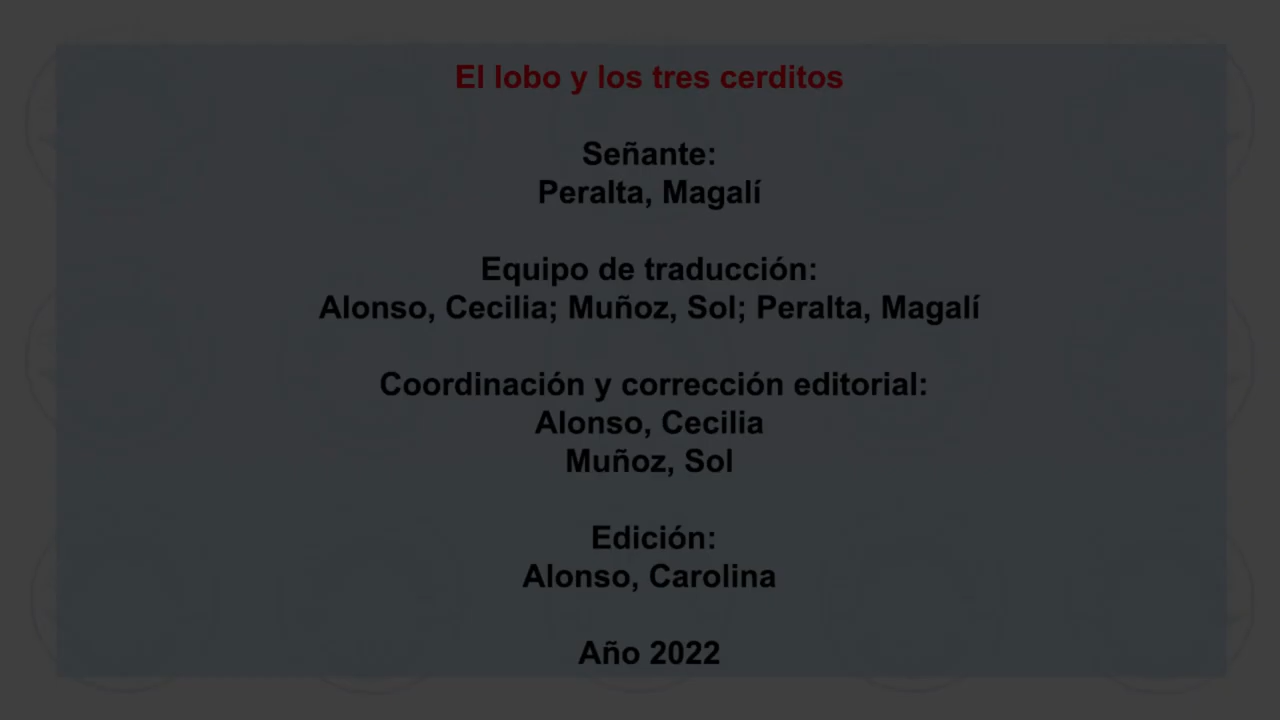 El lobo y los tres cerditos
Señante:
Peralta, Magalí
Equipo de traducción:
Alonso, Cecilia; Muñoz, Sol; Peralta, Magalí
Coordinación y corrección editorial:
Alonso, Cecilia
Muñoz, Sol
Edición:
Alonso, Carolina
Año 2022